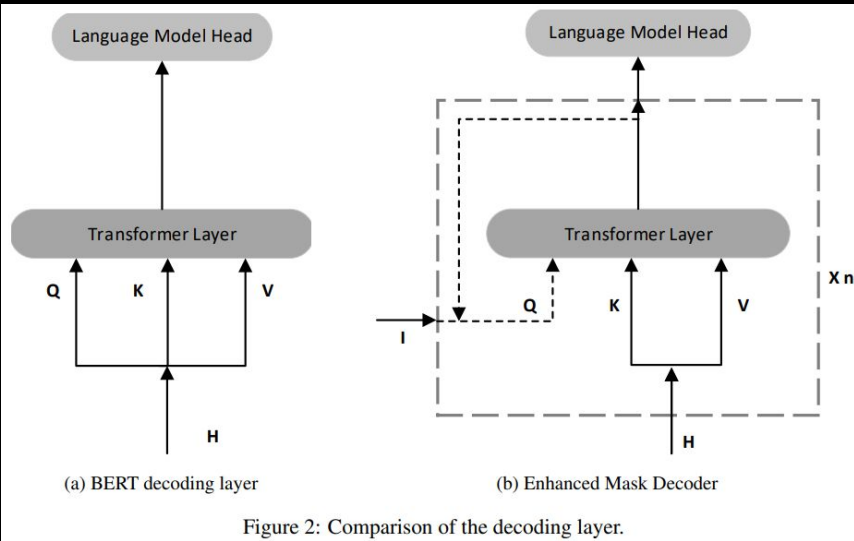 Language Model Head
Transformer Layer
Q
K
V
H
(a) BERT decoding layer
Language Model Head
Transformer Layer
Q
K
V
X n
I
H
(b) Enhanced Mask Decoder
Figure 2: Comparison of the decoding layer.